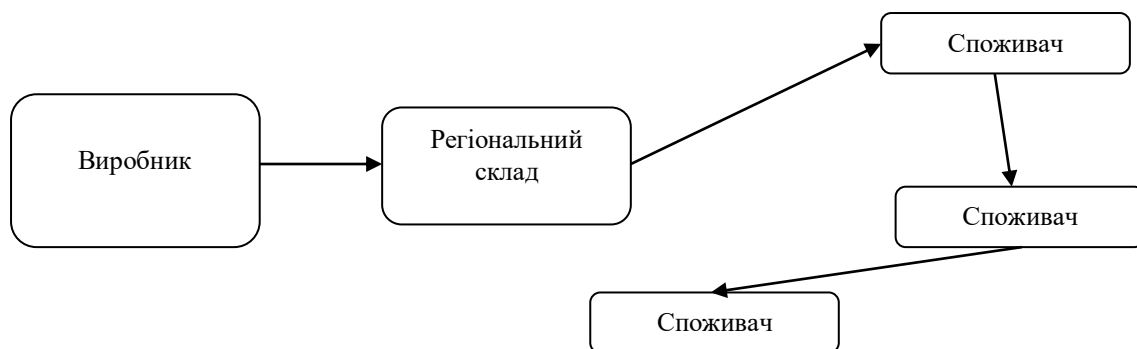 Споживач
Виробник
Регіональний
склад
Споживач
Споживач